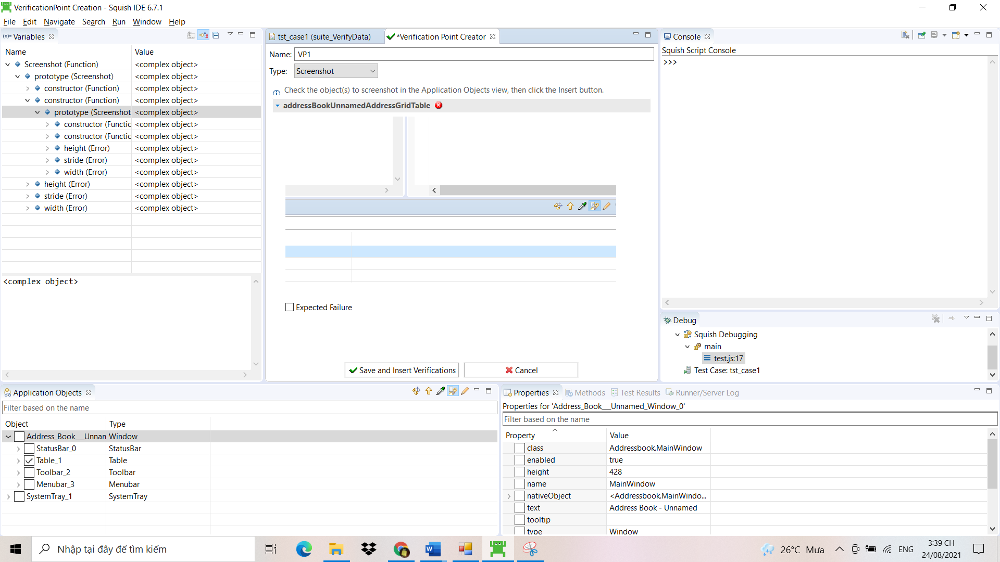 VerificationPoint Creation - Squish IDE 6.7.1
File Edit Navigate Search Run Window Help
(x)= Variables
Name Value
Screenshot (Function) <complex object>
prototype (Screenshot) <complex object>
constructor (Function) <complex object>
constructor (Function) <complex object>
prototype (Screenshot <complex object>
constructor (Functic <complex object>
constructor (Functic <complex object>
height (Error) <complex object>
stride (Error) <complex object>
width (Error) <complex object>
height (Error) <complex object>
stride (Error) <complex object>
width (Error) <complex object>
<complex object>
tst_case1 (suite_VerifyData) *Verification Point Creator
Name: VP1
Type: Screenshot
Check the object(s) to screenshot in the Application Objects view, then click the Insert button.
addressBookUnnamedAddressGridTable
Expected Failure
Save and Insert Verifications Cancel
Console
Squish Script Console
>>>
Debug
Squish Debugging
main
test.js:17
Test Case: tst_case1
Application Objects
Filter based on the name
Object Type
Address_Book___Unnan Window
StatusBar_0 StatusBar
Table_1 Table
Toolbar_2 Toolbar
Menubar_3 Menubar
SystemTray_1 SystemTray
Properties Methods Test Results Runner/Server Log
Properties for 'Address_Book___Unnamed_Window_0'
Filter based on the name
Property Value
class Addressbook.MainWindow
enabled true
height 428
name MainWindow
nativeObject <Addressbook.MainWindo...
text Address Book - Unnamed
tooltip
type Window
Nhập tại đây để tìm kiếm
26°C Mưa
ENG
3:39 CH
24/08/2021